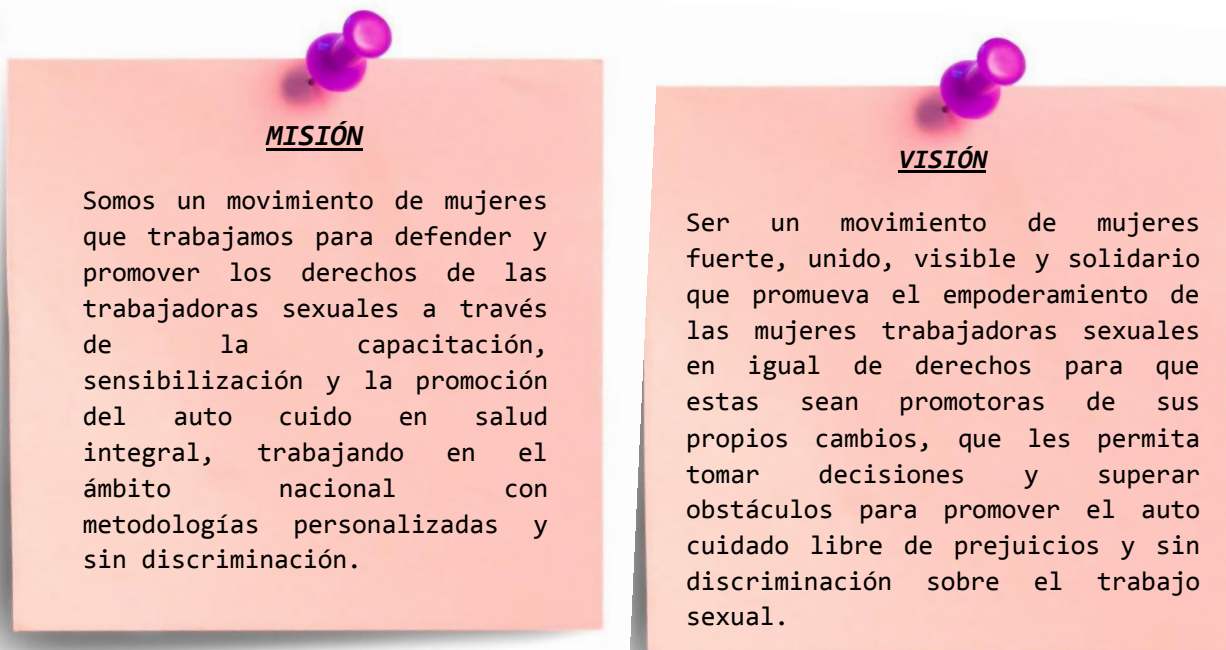 MISIÓN
Somos un movimiento de mujeres
que trabajamos para defender y
promover los derechos de las
trabajadoras sexuales a través
de la capacitación,
sensibilización y la promoción
del auto cuido en salud
integral, trabajando en el
ámbito nacional con
metodologías personalizadas y
sin discriminación.
VISIÓN
Ser un movimiento de mujeres
fuerte, unido, visible y solidario
que promueva el empoderamiento de
las mujeres trabajadoras sexuales
en igual de derechos para que
estas sean promotoras de sus
propios cambios, que les permita
tomar decisiones y superar
obstáculos para promover el auto
cuidado libre de prejuicios y sin
discriminación sobre el trabajo
sexual.